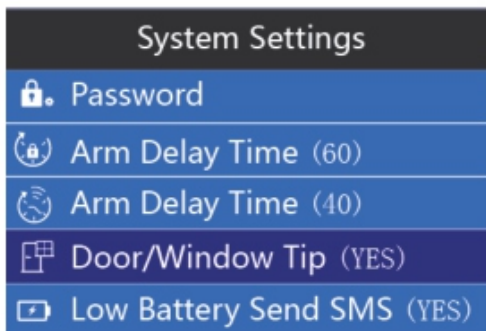 System Settings
Password
Arm Delay Time (60)
Arm Delay Time (40)
Door/Window Tip (YES)
Low Battery Send SMS (YES)